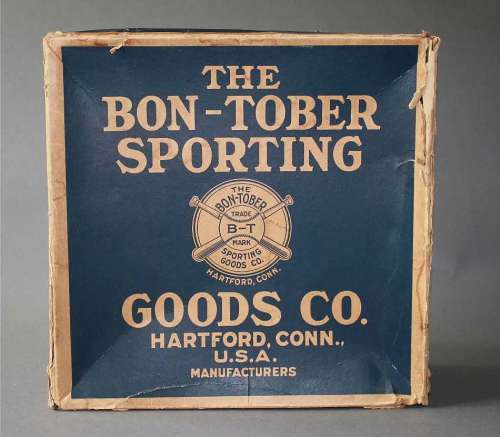 THE
BON-TOBER
SPORTING
THE
BON-TOBER
TRADE
B-T
MARK
SPORTING
GOODS CO.
HARTFORD, CONN.
GOODS CO.
HARTFORD, CONN.,
U.S.A.
MANUFACTURERS